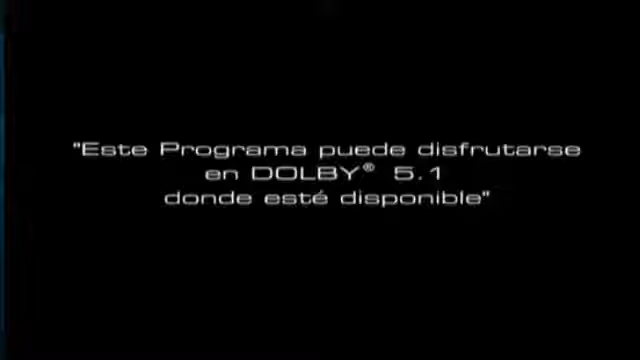 "Este Programa puede disfrutarse
en DOLBY® 5.1
donde esté disponible"